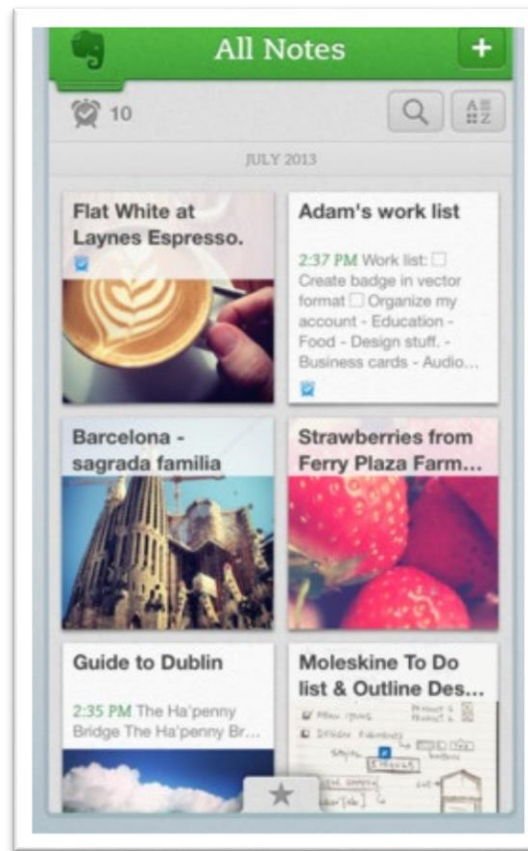 All Notes
10
A Z
JULY 2013
Flat White at
Laynes Espresso.
Adam's work list
2:37 PM Work list: ☐
Create badge in vector
format ☐ Organize my
account - Education -
Food - Design stuff. -
Business cards - Audio...
Barcelona -
sagrada familia
Strawberries from
Ferry Plaza Farm...
Guide to Dublin
2:35 PM The Ha'penny
Bridge The Ha'penny Br...
Moleskine To Do
list & Outline Des...